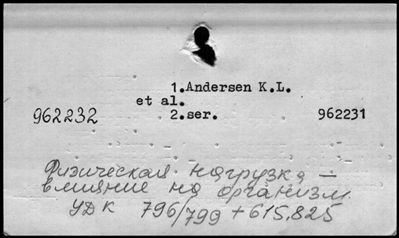 1.Andersen K.L.
et al.
962232 2.ser. 962231
Физическая нагрузка —
влияние на организм.
УДК 796/799 + 615.825